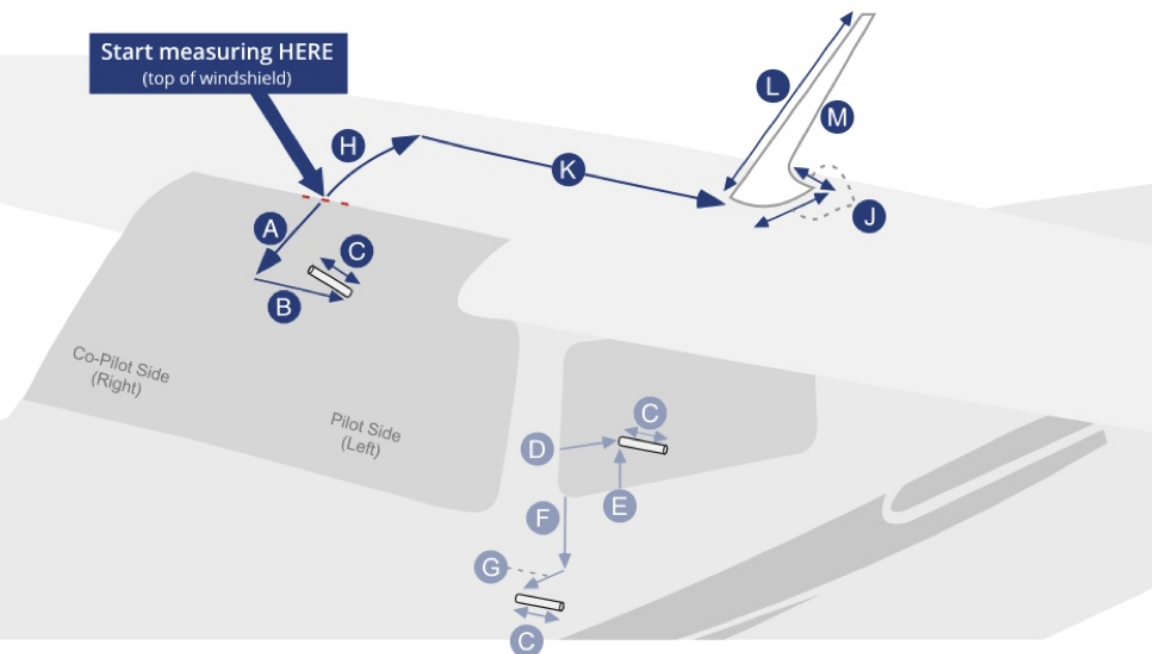 Start measuring HERE
(top of windshield)
H
L
M
K
J
A
C
B
Co-Pilot Side
(Right)
Pilot Side
(Left)
C
D
E
F
G
C